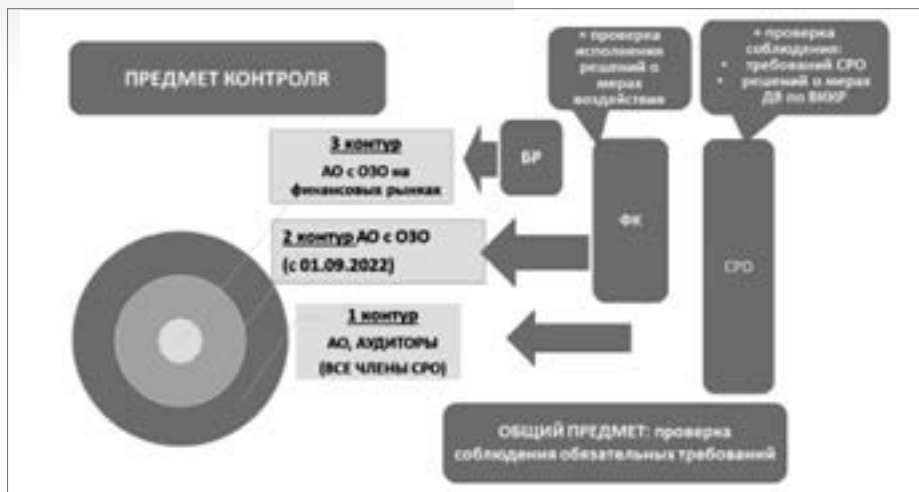 ПРЕДМЕТ КОНТРОЛЯ
+ проверка
исполнения
решений о
мерах
воздействия
+ проверка
соблюдения:
• требований СРО
• решений о мерах
ДВ по ВККР
3 контур
АО с ОЗО на
финансовых рынках
БР
2 контур АО с ОЗО
(с 01.09.2022)
ФК
СРО
1 контур
АО, АУДИТОРЫ
(ВСЕ ЧЛЕНЫ СРО)
ОБЩИЙ ПРЕДМЕТ: проверка
соблюдения обязательных требований